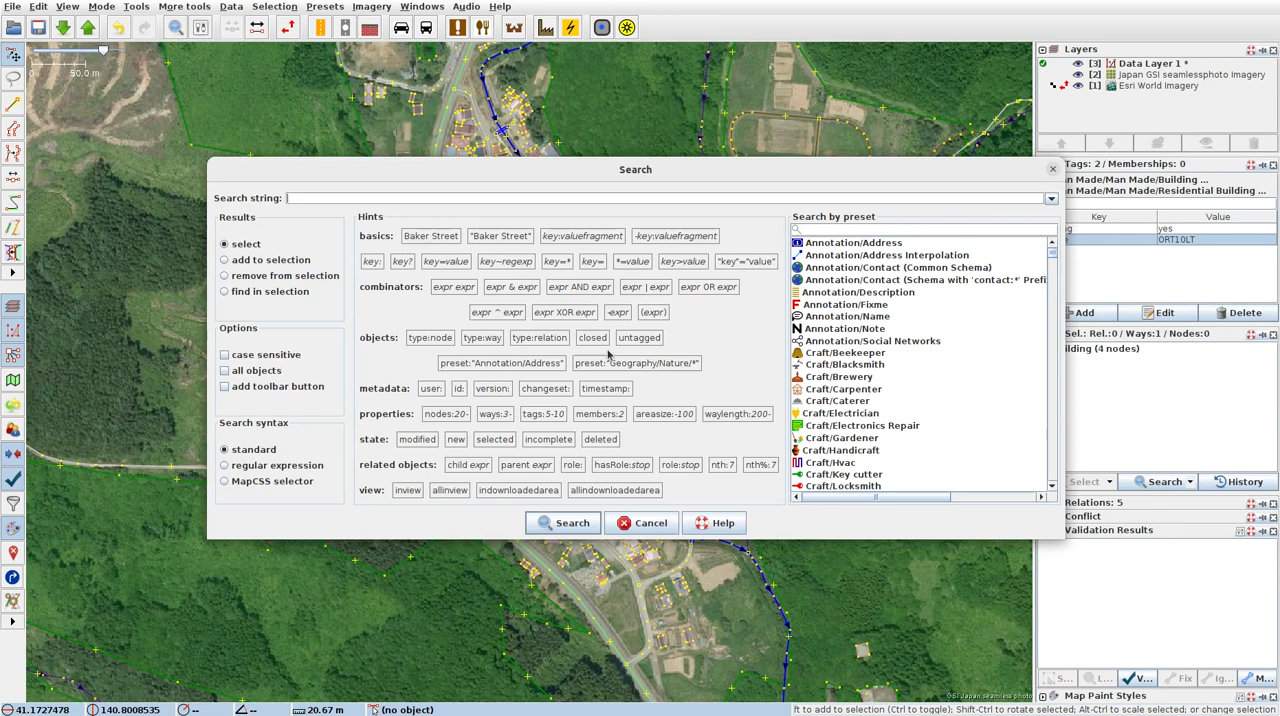 File Edit View Mode Tools More tools Data Selection Presets Imagery Windows Audio Help
50.0 m
Layers
[3] Data Layer 1 *
[2] Japan GSI seamlessphoto Imagery
[1] Esri World Imagery
Tags: 2 / Memberships: 0
an Made/Man Made/Building ...
an Made/Man Made/Residential Building ...
Key Value
yes
ORT10LT
Add Edit Delete
Sel.: Rel.:0 / Ways:1 / Nodes:0
ilding (4 nodes)
Select Search History
Relations: 5
Conflict
Validation Results
S... L... V... Fix Ig... M...
Map Paint Styles
Search
Search string:
Results
select
add to selection
remove from selection
find in selection
Options
case sensitive
all objects
add toolbar button
Search syntax
standard
regular expression
MapCSS selector
Hints
basics: Baker Street "Baker Street" key:valuefragment -key:valuefragment
key: key? key=value key~regexp key=* key= *=value key>value "key"="value"
combinators: expr expr expr & expr expr AND expr expr | expr expr OR expr
expr ^ expr expr XOR expr -expr (expr)
objects: type:node type:way type:relation closed untagged
preset:"Annotation/Address" preset:"Geography/Nature/*"
metadata: user: id: version: changeset: timestamp:
properties: nodes:20- ways:3- tags:5-10 members:2 areasize:-100 waylength:200-
state: modified new selected incomplete deleted
related objects: child expr parent expr role: hasRole:stop role:stop nth:7 nth%:7
view: inview allinview indownloadedarea allindownloadedarea
Search by preset
Annotation/Address
Annotation/Address Interpolation
Annotation/Contact (Common Schema)
Annotation/Contact (Schema with 'contact:*' Prefi
Annotation/Description
Annotation/Fixme
Annotation/Name
Annotation/Note
Annotation/Social Networks
Craft/Beekeeper
Craft/Blacksmith
Craft/Brewery
Craft/Carpenter
Craft/Caterer
Craft/Electrician
Craft/Electronics Repair
Craft/Gardener
Craft/Handicraft
Craft/Hvac
Craft/Key cutter
Craft/Locksmith
Search Cancel Help
GSI Japan seamless photo
41.1727478 140.8008535 -- -- 20.67 m (no object) ft to add to selection (Ctrl to toggle); Shift-Ctrl to rotate selected; Alt-Ctrl to scale selected; or change selection